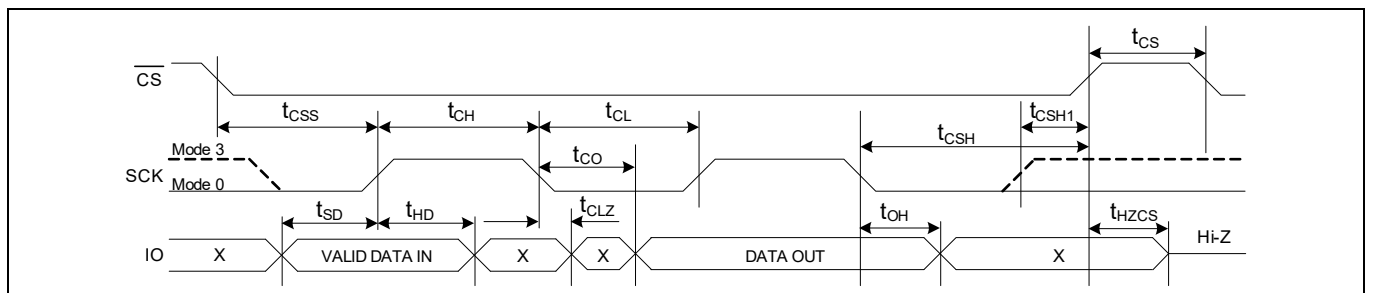 tCS
CS
tCSS
tCH
tCL
tCSH1
tCSH
Mode 3
tCO
SCK
Mode 0
tSD
tHD
tCLZ
tOH
tHZCS
Hi-Z
IO
X
VALID DATA IN
X
X
DATA OUT
X